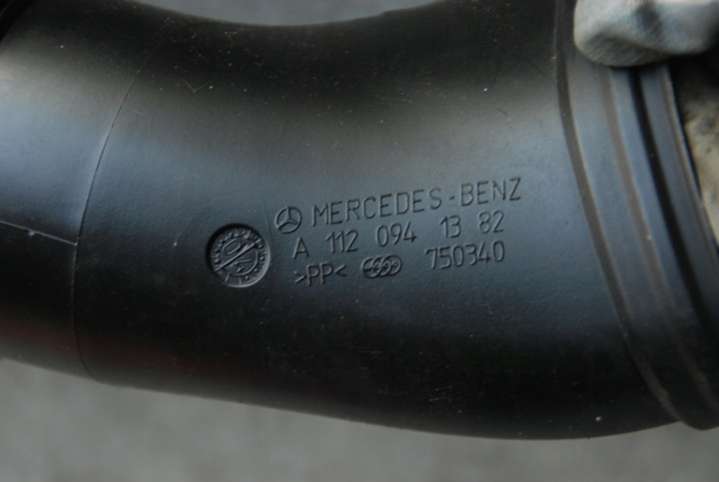 MERCEDES-BENZ
A 112 094 13 82
>PP< 750340